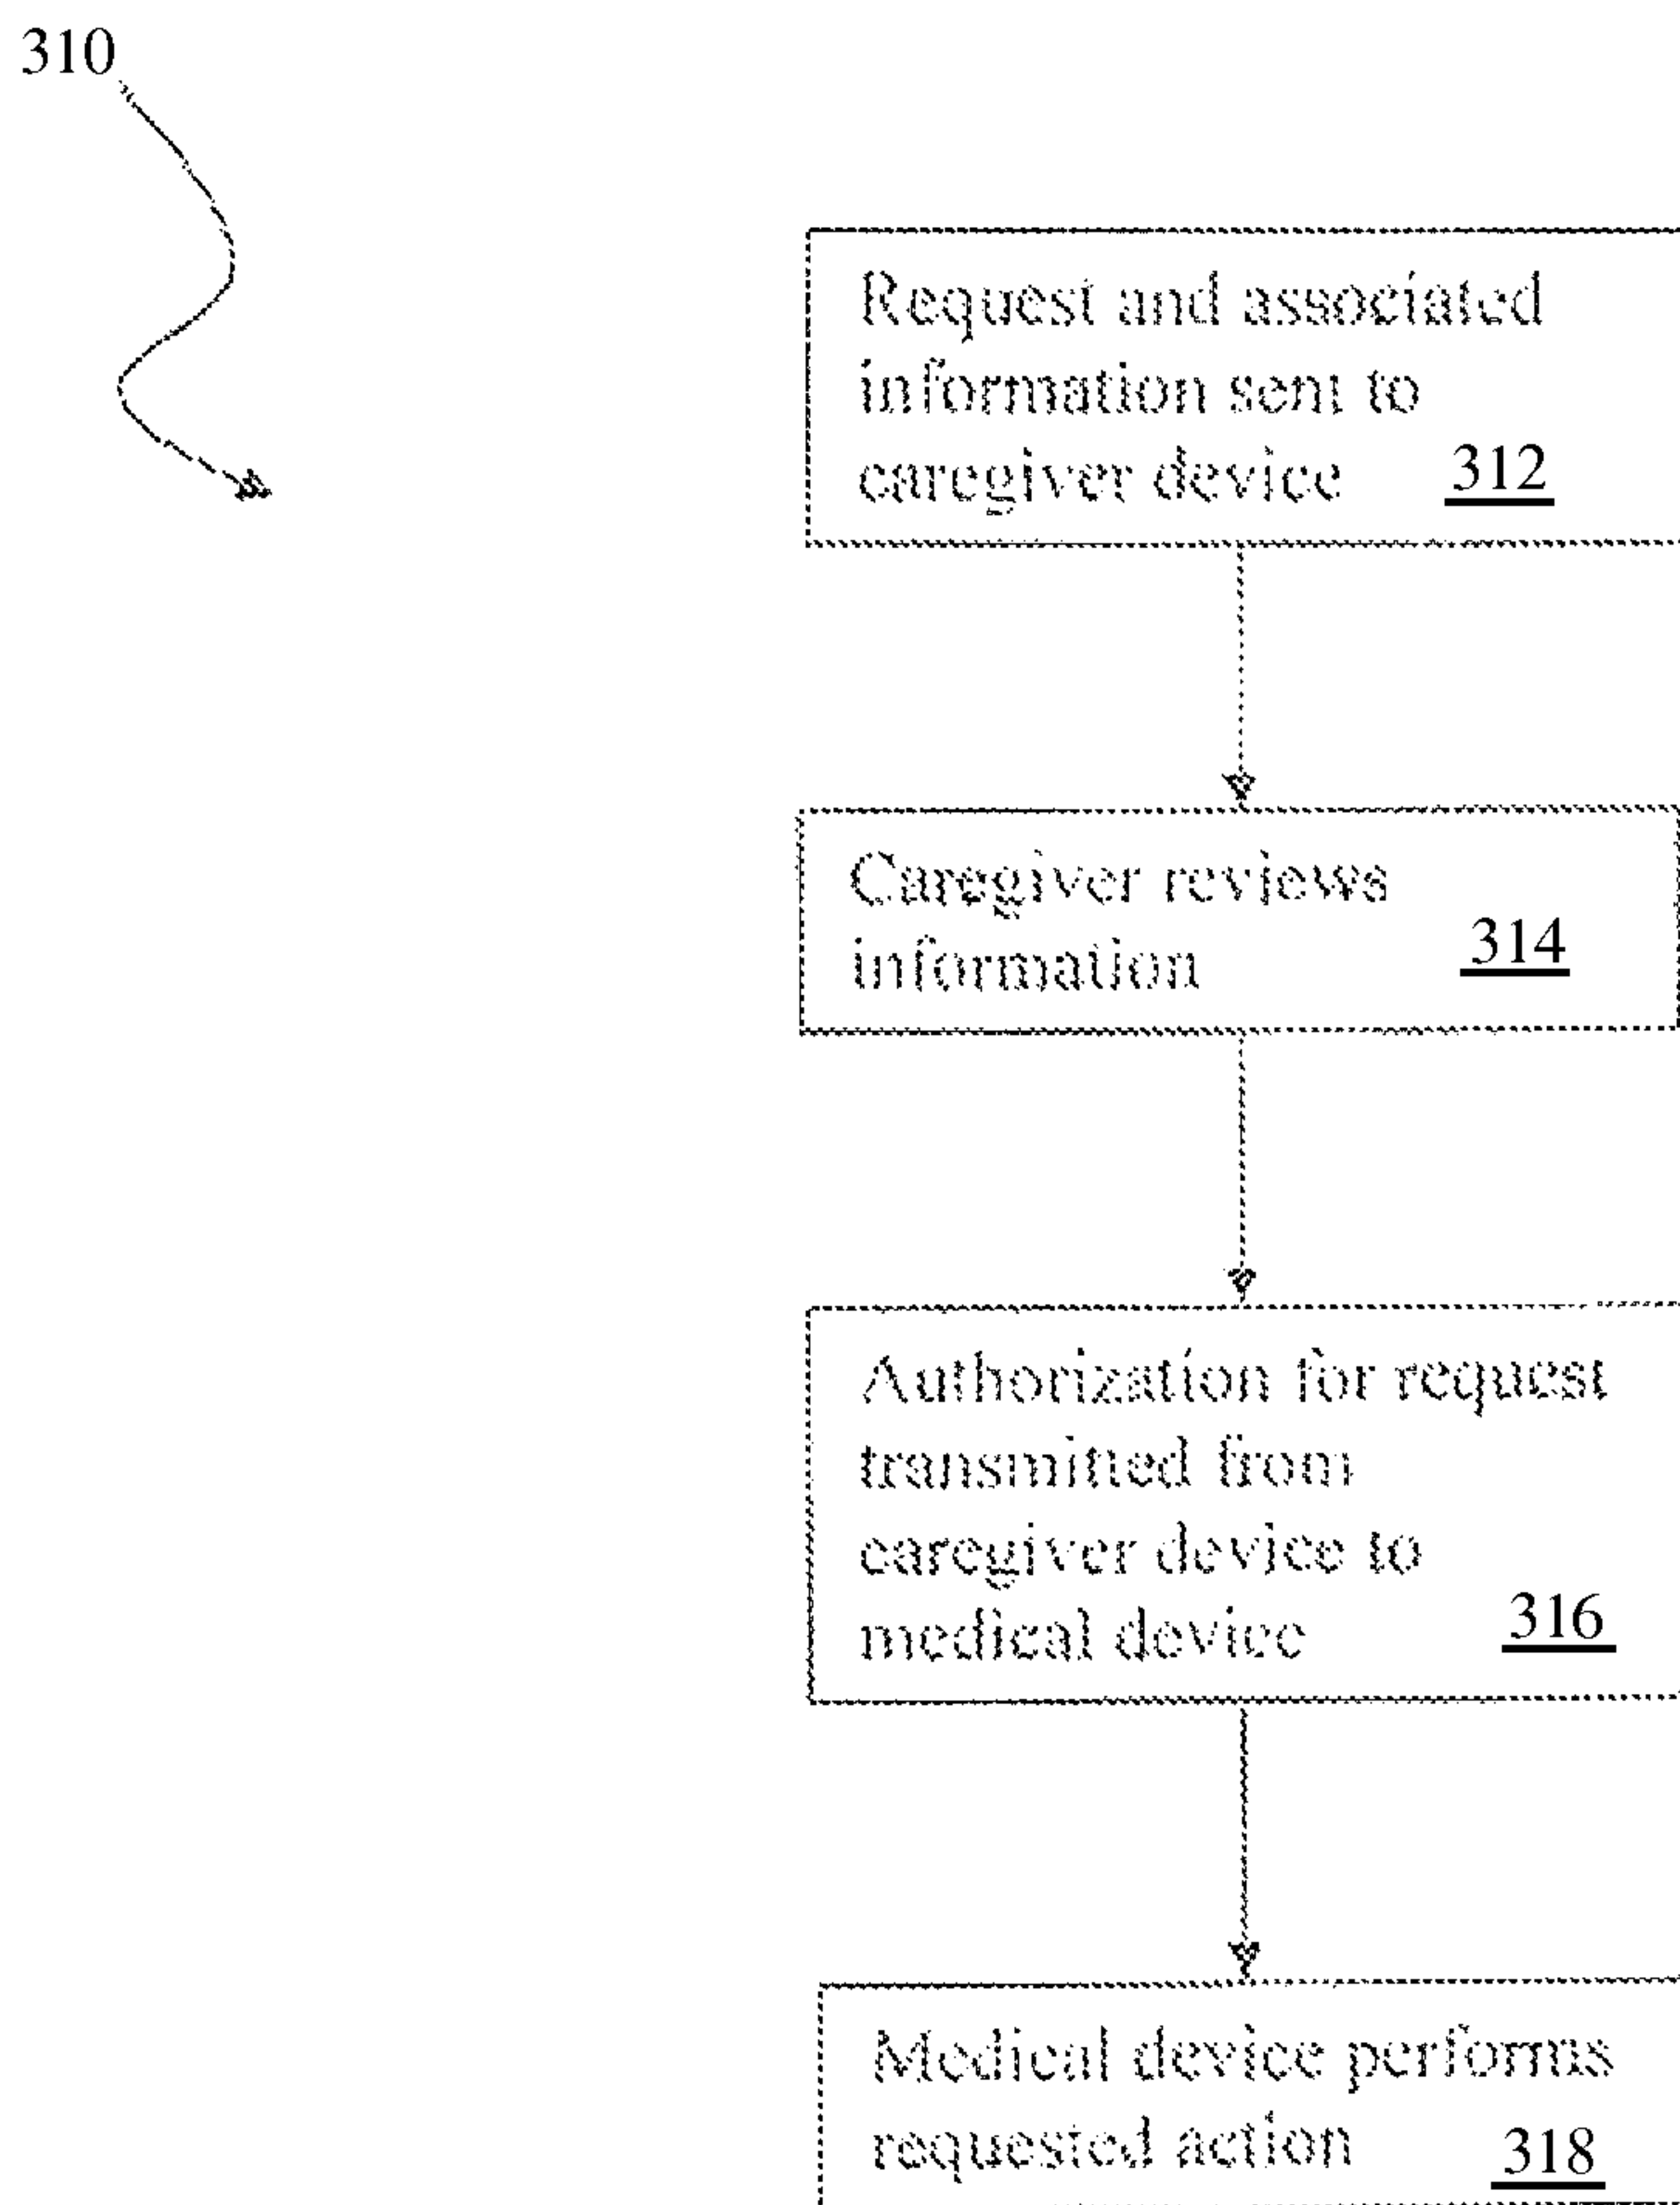 310
Request and associated
information sent to
caregiver device 312
Caregiver reviews
information 314
Authorization for request
transmitted from
caregiver device to
medical device 316
Medical device performs
requested action 318